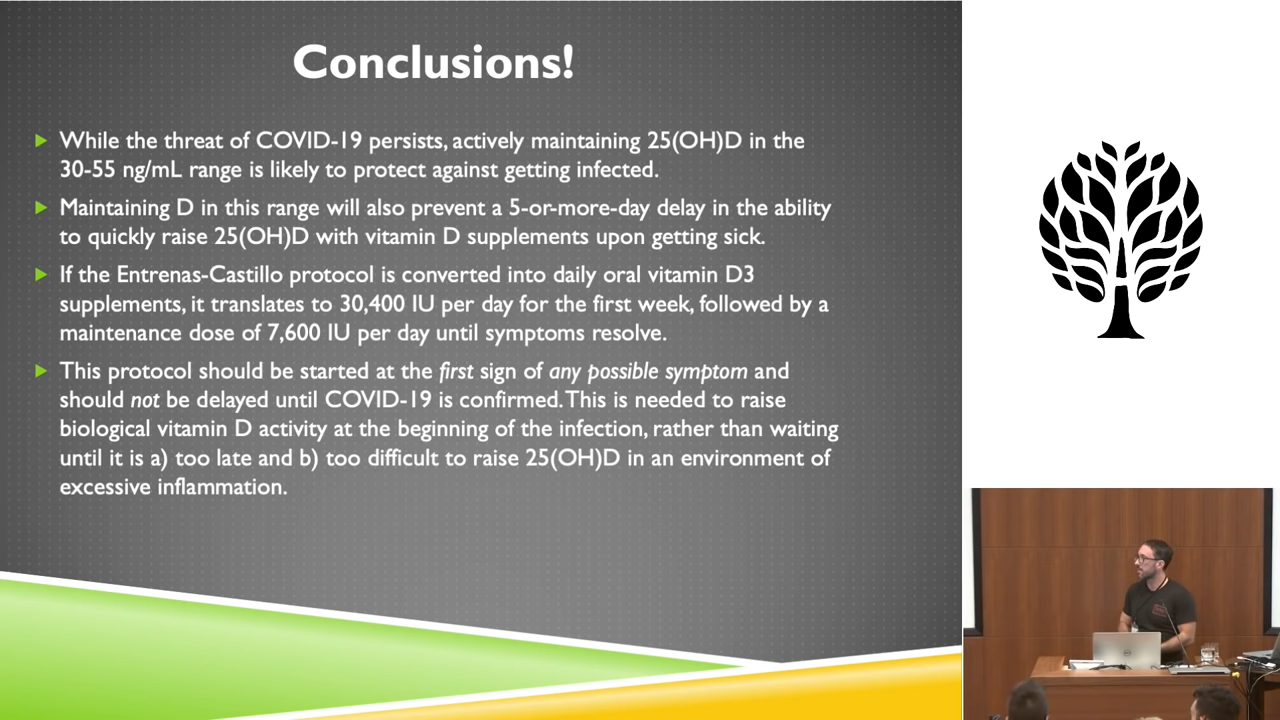 Conclusions!
While the threat of COVID-19 persists, actively maintaining 25(OH)D in the
30-55 ng/mL range is likely to protect against getting infected.
Maintaining D in this range will also prevent a 5-or-more-day delay in the ability
to quickly raise 25(OH)D with vitamin D supplements upon getting sick.
If the Entrenas-Castillo protocol is converted into daily oral vitamin D3
supplements, it translates to 30,400 IU per day for the first week, followed by a
maintenance dose of 7,600 IU per day until symptoms resolve.
This protocol should be started at the first sign of any possible symptom and
should not be delayed until COVID-19 is confirmed. This is needed to raise
biological vitamin D activity at the beginning of the infection, rather than waiting
until it is a) too late and b) too difficult to raise 25(OH)D in an environment of
excessive inflammation.